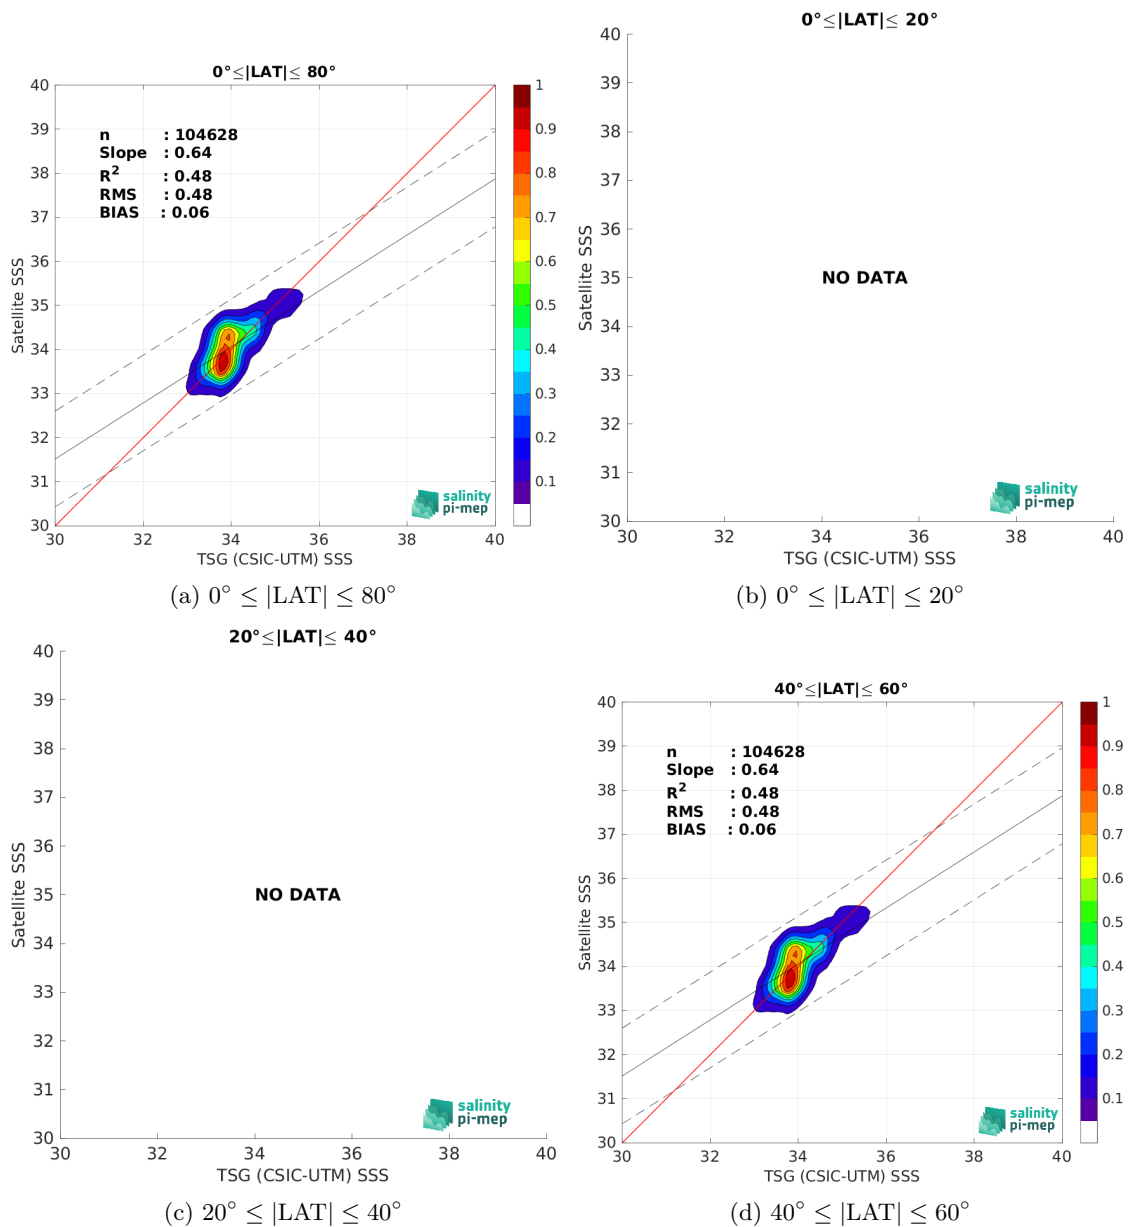 0°≤|LAT|≤ 80°
40
39
38
37
36
35
34
33
32
31
30
Satellite SSS
n : 104628
Slope : 0.64
R² : 0.48
RMS : 0.48
BIAS : 0.06
salinity
pi-mep
30 32 34 36 38 40
TSG (CSIC-UTM) SSS
1
0.9
0.8
0.7
0.6
0.5
0.4
0.3
0.2
0.1
(a) 0° ≤ |LAT| ≤ 80°
0°≤|LAT|≤ 20°
40
39
38
37
36
35
34
33
32
31
30
Satellite SSS
NO DATA
salinity
pi-mep
30 32 34 36 38 40
TSG (CSIC-UTM) SSS
(b) 0° ≤ |LAT| ≤ 20°
20°≤|LAT|≤ 40°
40
39
38
37
36
35
34
33
32
31
30
Satellite SSS
NO DATA
salinity
pi-mep
30 32 34 36 38 40
TSG (CSIC-UTM) SSS
(c) 20° ≤ |LAT| ≤ 40°
40°≤|LAT|≤ 60°
40
39
38
37
36
35
34
33
32
31
30
Satellite SSS
n : 104628
Slope : 0.64
R² : 0.48
RMS : 0.48
BIAS : 0.06
salinity
pi-mep
30 32 34 36 38 40
TSG (CSIC-UTM) SSS
1
0.9
0.8
0.7
0.6
0.5
0.4
0.3
0.2
0.1
(d) 40° ≤ |LAT| ≤ 60°